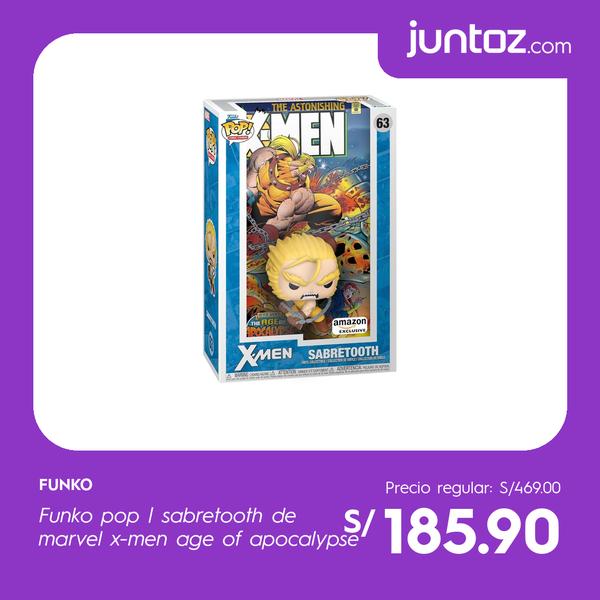 juntoz.com
THE ASTONISHING
X-MEN
POP!
63
THE AGE OF
APOCALYPSE
amazon
EXCLUSIVE
X-MEN
SABRETOOTH
FUNKO
Precio regular: S/469.00
Funko pop | sabretooth de
marvel x-men age of apocalypse
S/185.90